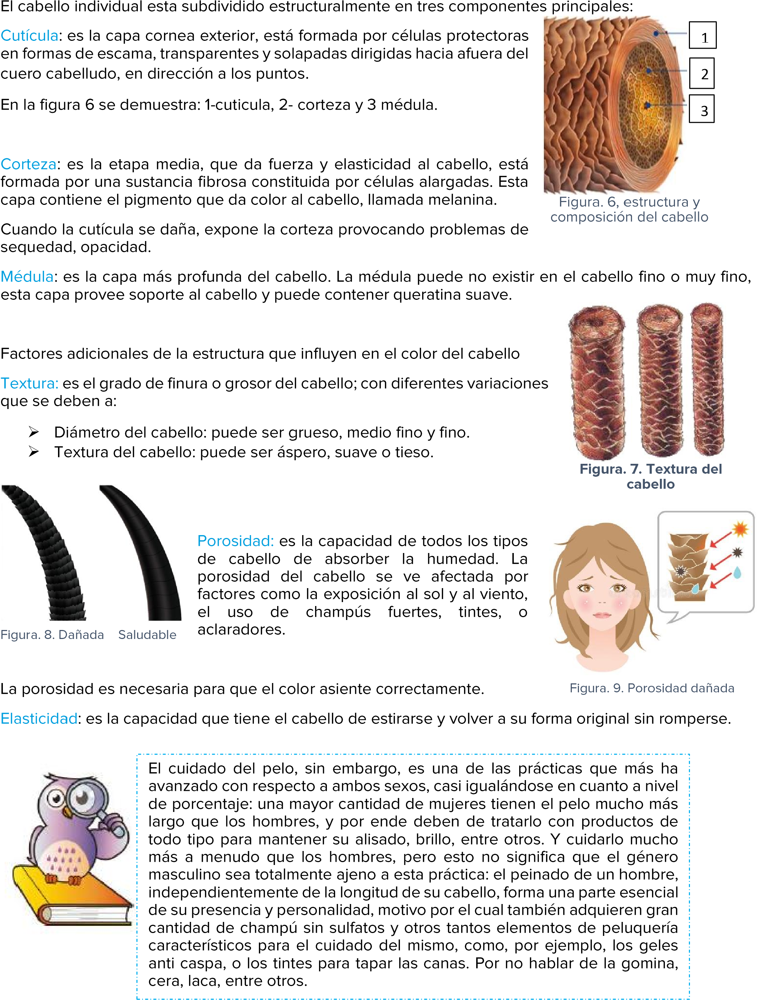 El cabello individual esta subdividido estructuralmente en tres componentes principales:
Cutícula: es la capa cornea exterior, está formada por células protectoras
en formas de escama, transparentes y solapadas dirigidas hacia afuera del
cuero cabelludo, en dirección a los puntos.
En la figura 6 se demuestra: 1-cuticula, 2- corteza y 3 médula.
1
2
3
Figura. 6, estructura y
composición del cabello
Corteza: es la etapa media, que da fuerza y elasticidad al cabello, está
formada por una sustancia fibrosa constituida por células alargadas. Esta
capa contiene el pigmento que da color al cabello, llamada melanina.
Cuando la cutícula se daña, expone la corteza provocando problemas de
sequedad, opacidad.
Médula: es la capa más profunda del cabello. La médula puede no existir en el cabello fino o muy fino,
esta capa provee soporte al cabello y puede contener queratina suave.
Factores adicionales de la estructura que influyen en el color del cabello
Textura: es el grado de finura o grosor del cabello; con diferentes variaciones
que se deben a:
➢ Diámetro del cabello: puede ser grueso, medio fino y fino.
➢ Textura del cabello: puede ser áspero, suave o tieso.
Figura. 7. Textura del
cabello
Figura. 8. Dañada Saludable
Porosidad: es la capacidad de todos los tipos
de cabello de absorber la humedad. La
porosidad del cabello se ve afectada por
factores como la exposición al sol y al viento,
el uso de champús fuertes, tintes, o
aclaradores.
Figura. 9. Porosidad dañada
La porosidad es necesaria para que el color asiente correctamente.
Elasticidad: es la capacidad que tiene el cabello de estirarse y volver a su forma original sin romperse.
El cuidado del pelo, sin embargo, es una de las prácticas que más ha
avanzado con respecto a ambos sexos, casi igualándose en cuanto a nivel
de porcentaje: una mayor cantidad de mujeres tienen el pelo mucho más
largo que los hombres, y por ende deben de tratarlo con productos de
todo tipo para mantener su alisado, brillo, entre otros. Y cuidarlo mucho
más a menudo que los hombres, pero esto no significa que el género
masculino sea totalmente ajeno a esta práctica: el peinado de un hombre,
independientemente de la longitud de su cabello, forma una parte esencial
de su presencia y personalidad, motivo por el cual también adquieren gran
cantidad de champú sin sulfatos y otros tantos elementos de peluquería
característicos para el cuidado del mismo, como, por ejemplo, los geles
anti caspa, o los tintes para tapar las canas. Por no hablar de la gomina,
cera, laca, entre otros.